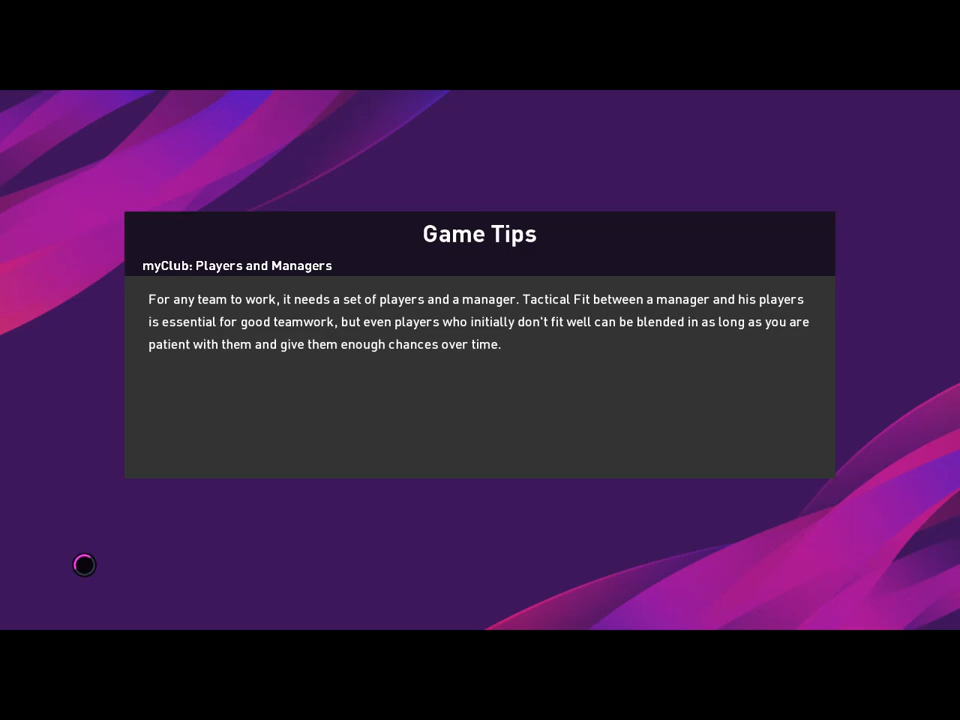 Game Tips
myClub: Players and Managers
For any team to work, it needs a set of players and a manager. Tactical Fit between a manager and his players
is essential for good teamwork, but even players who initially don't fit well can be blended in as long as you are
patient with them and give them enough chances over time.